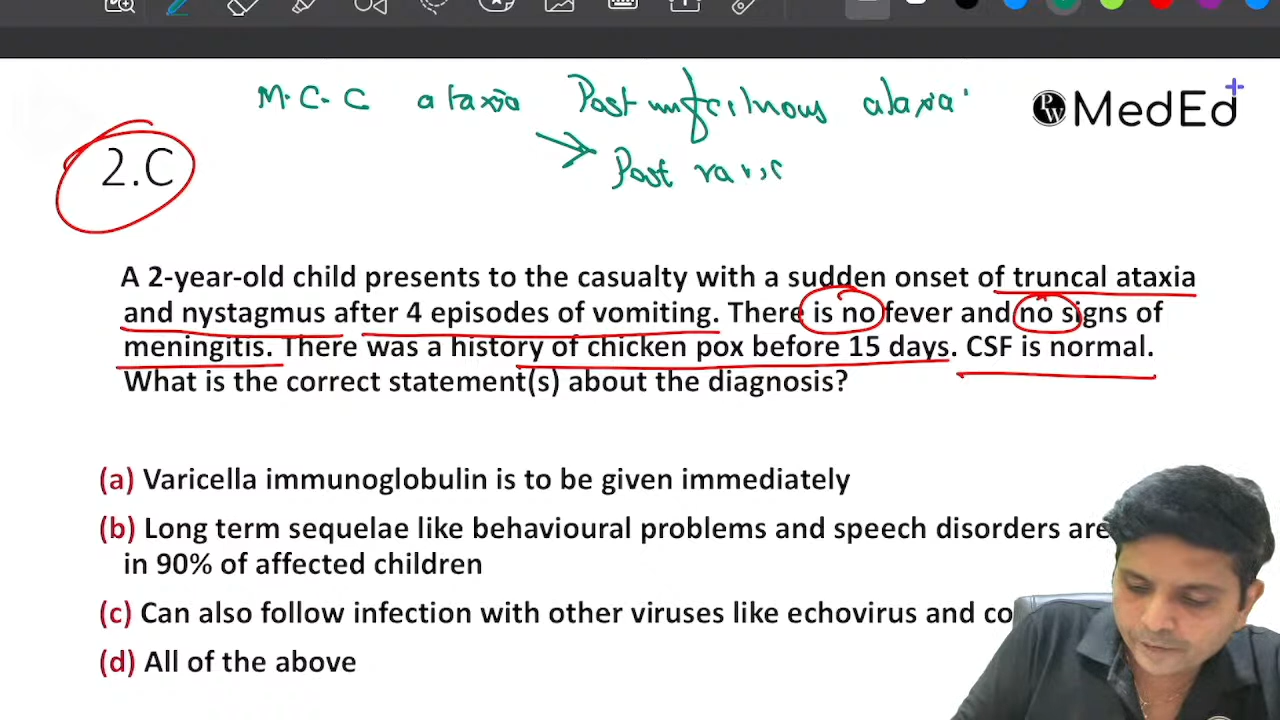 M.C.C ataxia Post infectious ataxia
PW MedEd
2.C
Post
A 2-year-old child presents to the casualty with a sudden onset of truncal ataxia
and nystagmus after 4 episodes of vomiting. There is no fever and no signs of
meningitis. There was a history of chicken pox before 15 days. CSF is normal.
What is the correct statement(s) about the diagnosis?
(a) Varicella immunoglobulin is to be given immediately
(b) Long term sequelae like behavioural problems and speech disorders are
in 90% of affected children
(c) Can also follow infection with other viruses like echovirus and co
(d) All of the above